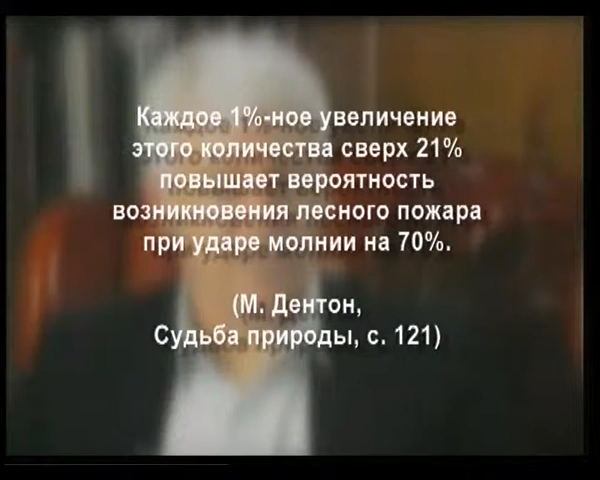 Каждое 1%-ное увеличение
этого количества сверх 21%
повышает вероятность
возникновения лесного пожара
при ударе молнии на 70%.
(М. Дентон,
Судьба природы, с. 121)